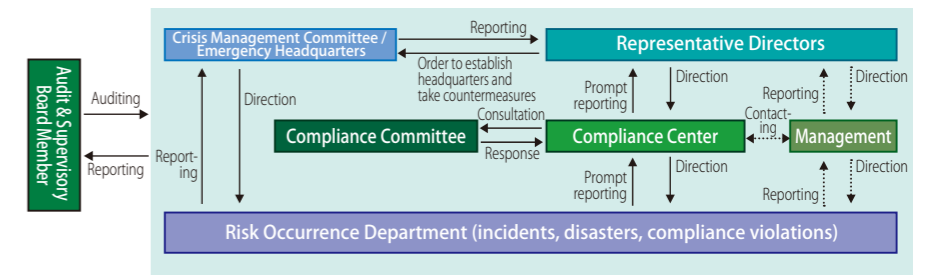 Crisis Management Committee /
Emergency Headquarters
Reporting
Order to establish
headquarters and
take countermeasures
Representative Directors
Audit & Supervisory
Board Member
Auditing
Reporting
Report-
ing
Direction
Prompt
reporting
Direction
Reporting
Direction
Compliance Committee
Consultation
Response
Compliance Center
Contact-
ing
Management
Prompt
reporting
Direction
Reporting
Direction
Risk Occurrence Department (incidents, disasters, compliance violations)